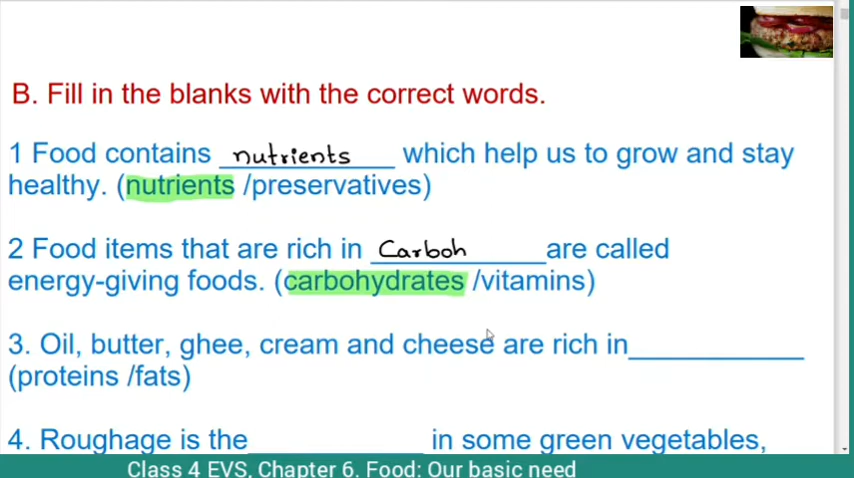 B. Fill in the blanks with the correct words.
1 Food contains nutrients which help us to grow and stay
healthy. (nutrients /preservatives)
2 Food items that are rich in Carboh are called
energy-giving foods. (carbohydrates /vitamins)
3. Oil, butter, ghee, cream and cheese are rich in___________
(proteins /fats)
4. Roughage is the___________ in some green vegetables,
Class 4 EVS, Chapter 6. Food: Our basic need